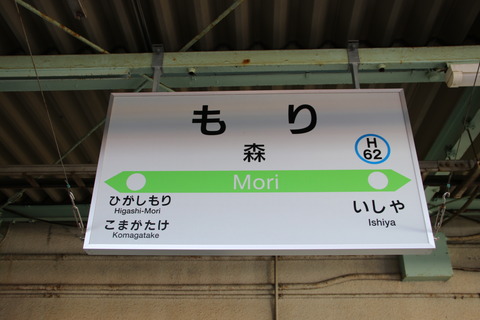 もり
森
H
62
Mori
ひがしもり
Higashi-Mori
こまがたけ
Komagatake
いしや
Ishiya